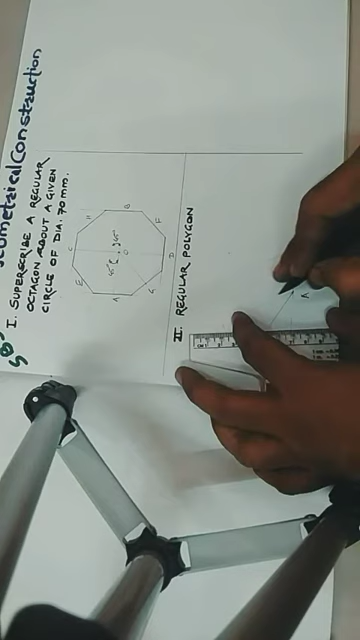 Geometrical Construction
I. SUPERSCRIBE A REGULAR
OCTAGON ABOUT A GIVEN
CIRCLE OF DIA. 70 mm.
H
B
F
C
O
D
E
A
G
II. REGULAR POLYGON
A